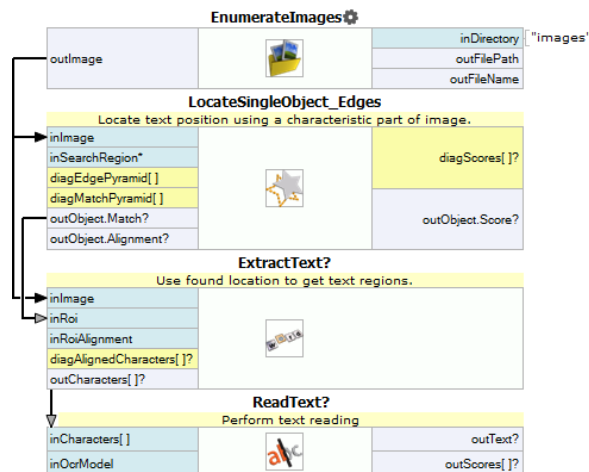 EnumerateImages
outImage
inDirectory
"images"
outFilePath
outFileName
LocateSingleObject_Edges
Locate text position using a characteristic part of image.
inImage
inSearchRegion*
diagEdgePyramid[ ]
diagMatchPyramid[ ]
outObject.Match?
outObject.Alignment?
diagScores[ ]?
outObject.Score?
ExtractText?
Use found location to get text regions.
inImage
inRoi
inRoiAlignment
diagAlignedCharacters[ ]?
outCharacters[ ]?
ReadText?
Perform text reading
inCharacters[ ]
inOcrModel
abc
outText?
outScores[ ]?